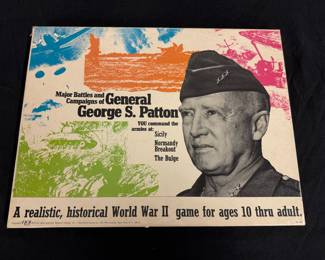 Major Battles and
Campaigns of General
George S. Patton
YOU command the
armies at:
Sicily
Normandy
Breakout
The Bulge
A realistic, historical World War II game for ages 10 thru adult.